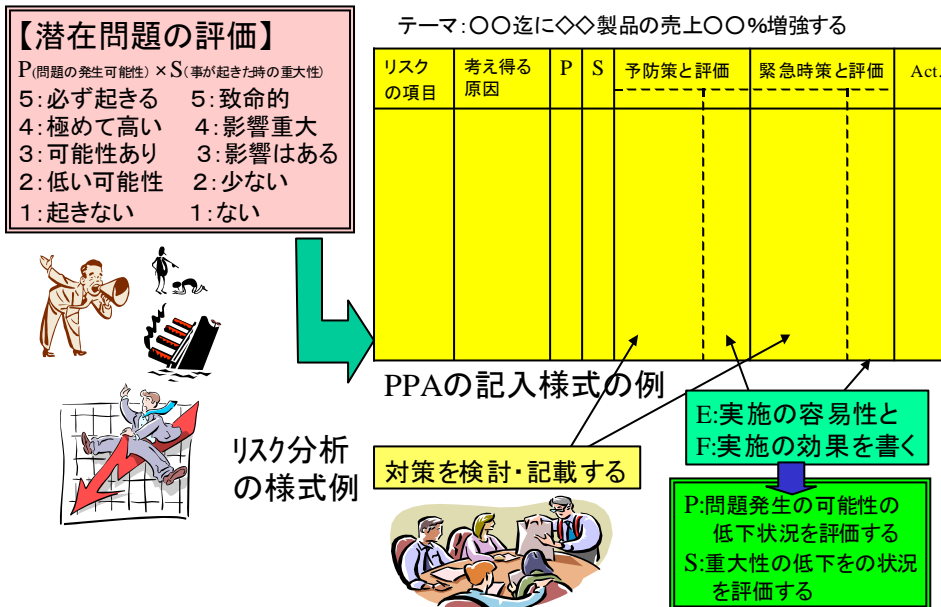 【潜在問題の評価】
P(問題の発生可能性)×S(事が起きた時の重大性)
5:必ず起きる 5:致命的
4:極めて高い 4:影響重大
3:可能性あり 3:影響はある
2:低い可能性 2:少ない
1:起きない 1:ない
テーマ:○○迄に◇◇製品の売上○○%増強する
リスクの項目 考え得る原因 P S 予防策と評価 緊急時策と評価 Act.
PPAの記入様式の例
リスク分析
の様式例
対策を検討・記載する
E:実施の容易性と
F:実施の効果を書く
P:問題発生の可能性の
低下状況を評価する
S:重大性の低下をの状況
を評価する